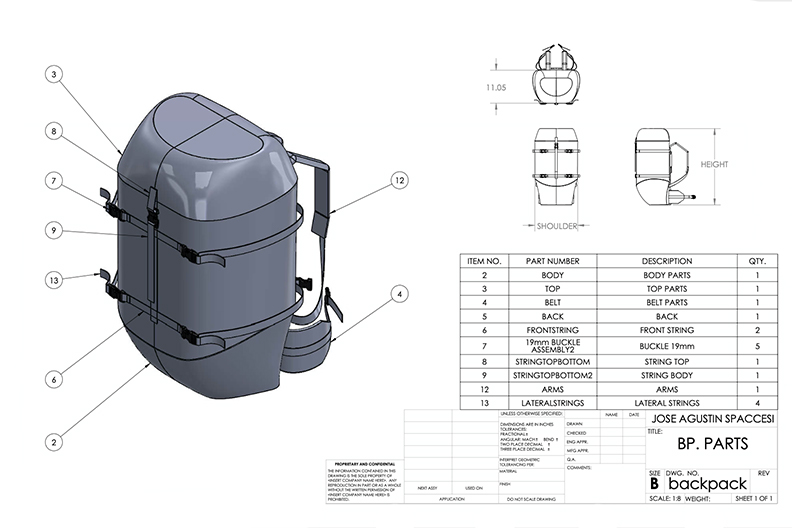 3
8
7
9
13
6
2
12
4
11.05
HEIGHT
SHOULDER
ITEM NO. PART NUMBER DESCRIPTION QTY.
2 BODY BODY PARTS 1
3 TOP TOP PARTS 1
4 BELT BELT PARTS 1
5 BACK BACK 1
6 FRONTSTRING FRONT STRING 2
7 19mm BUCKLE ASSEMBLY2 BUCKLE 19mm 5
8 STRINGTOPBOTTOM STRING TOP 1
9 STRINGTOPBOTTOM2 STRING BODY 1
12 ARMS ARMS 1
13 LATERALSTRINGS LATERAL STRINGS 4
PROPRIETARY AND CONFIDENTIAL
THE INFORMATION CONTAINED IN THIS
DRAWING IS THE SOLE PROPERTY OF
<INSERT COMPANY NAME HERE>. ANY
REPRODUCTION IN PART OR AS A WHOLE
WITHOUT THE WRITTEN PERMISSION OF
<INSERT COMPANY NAME HERE> IS
PROHIBITED.
NEXT ASSY USED ON
APPLICATION
UNLESS OTHERWISE SPECIFIED:
DIMENSIONS ARE IN INCHES
TOLERANCES:
FRACTIONAL ±
ANGULAR: MACH ± BEND ±
TWO PLACE DECIMAL ±
THREE PLACE DECIMAL ±
INTERPRET GEOMETRIC
TOLERANCING PER:
MATERIAL
FINISH
DO NOT SCALE DRAWING
NAME DATE
DRAWN
CHECKED
ENG APPR.
MFG APPR.
Q.A.
COMMENTS:
JOSE AGUSTIN SPACCESI
TITLE:
BP. PARTS
SIZE DWG. NO. REV
B backpack
SCALE: 1:8 WEIGHT: SHEET 1 OF 1